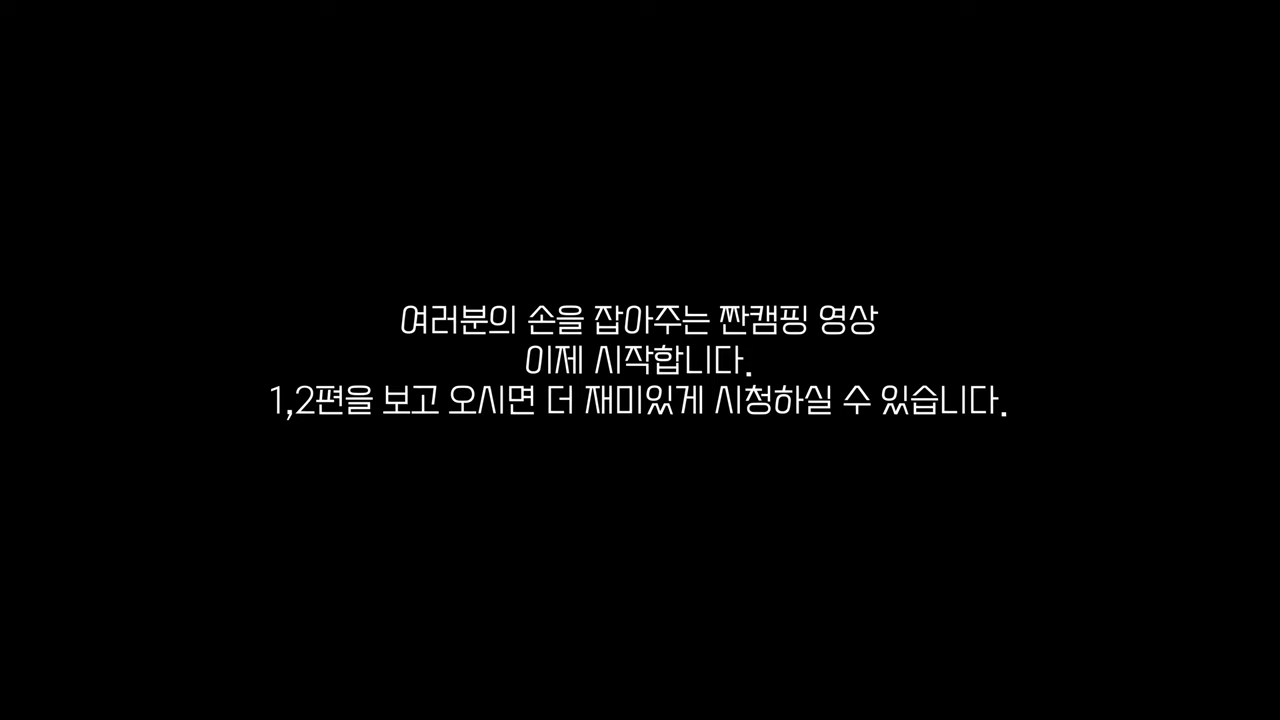 여러분의 손을 잡아주는 짠캠핑 영상
이제 시작합니다.
1,2편을 보고 오시면 더 재미있게 시청하실 수 있습니다.